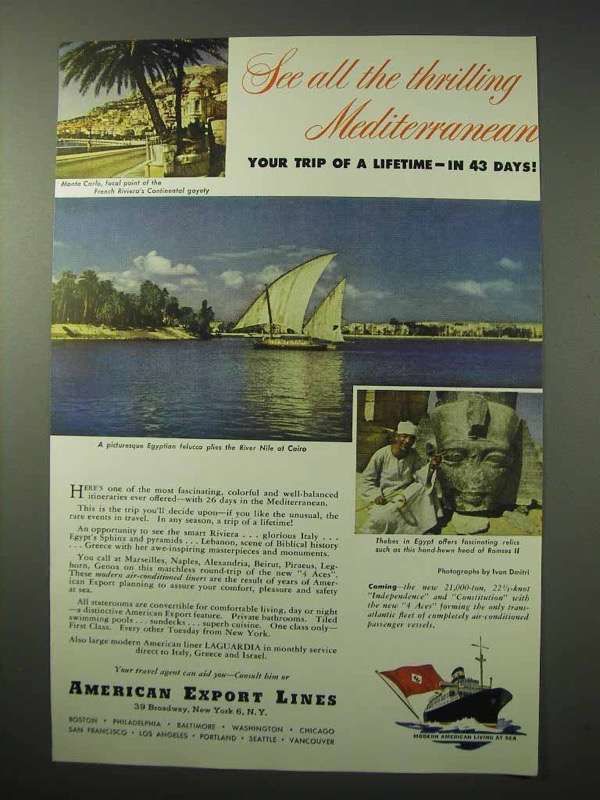 See all the thrilling
Mediterranean
YOUR TRIP OF A LIFETIME—IN 43 DAYS!
Monte Carlo, focal point of the
French Riviera's Continental gayety
A picturesque Egyptian felucca plies the River Nile at Cairo
Thebes in Egypt offers fascinating relics
such as this hand-hewn head of Ramses II
Photographs by Ivan Dmitri
HERE'S one of the most fascinating, colorful and well-balanced
itineraries ever offered—with 26 days in the Mediterranean.
This is the trip you'll decide upon—if you like the unusual, the
rare events in travel. In any season, a trip of a lifetime!
An opportunity to see the smart Riviera . . . glorious Italy . . .
Egypt's Sphinx and pyramids . . . Lebanon, scene of Biblical history
. . . Greece with her awe-inspiring masterpieces and monuments.
You call at Marseilles, Naples, Alexandria, Beirut, Piraeus, Leg-
horn, Genoa on this matchless round-trip of the new "4 Aces".
These modern air-conditioned liners are the result of years of Amer-
ican Export planning to assure your comfort, pleasure and safety
at sea.
All staterooms are convertible for comfortable living, day or night
—a distinctive American Export feature. Private bathrooms. Tiled
swimming pools . . . sundecks . . . superb cuisine. One class only—
First Class. Every other Tuesday from New York.
Also large modern American liner LAGUARDIA in monthly service
direct to Italy, Greece and Israel.
Coming—the new 21,000-ton, 22½-knot
"Independence" and "Constitution" with
the new "4 Aces" forming the only trans-
atlantic fleet of completely air-conditioned
passenger vessels.
Your travel agent can aid you—Consult him or
AMERICAN EXPORT LINES
39 Broadway, New York 6, N. Y.
BOSTON • PHILADELPHIA • BALTIMORE • WASHINGTON • CHICAGO
SAN FRANCISCO • LOS ANGELES • PORTLAND • SEATTLE • VANCOUVER
MODERN AMERICAN LIVING AT SEA